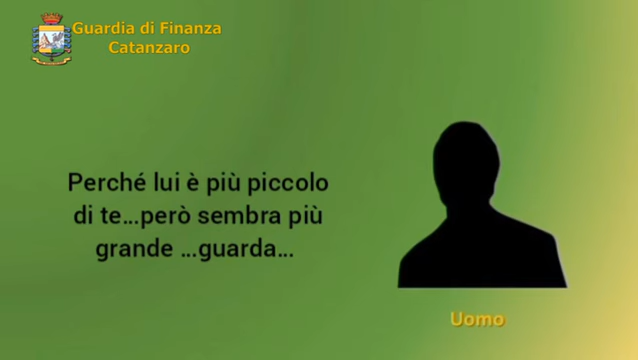 Guardia di Finanza
Catanzaro
Perché lui è più piccolo
di te...però sembra più
grande ...guarda...
Uomo